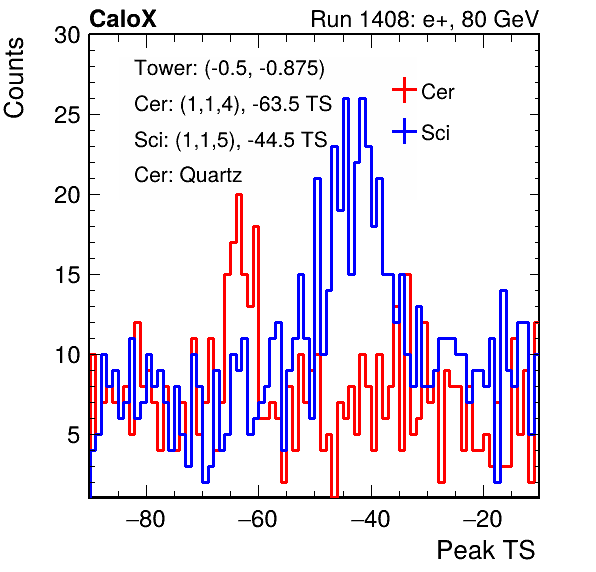 CaloX Run 1408: e+, 80 GeV
Counts
30
25
20
15
10
5
Tower: (-0.5, -0.875)
Cer: (1,1,4), -63.5 TS
Sci: (1,1,5), -44.5 TS
Cer: Quartz
Cer
Sci
−80 −60 −40 −20
Peak TS